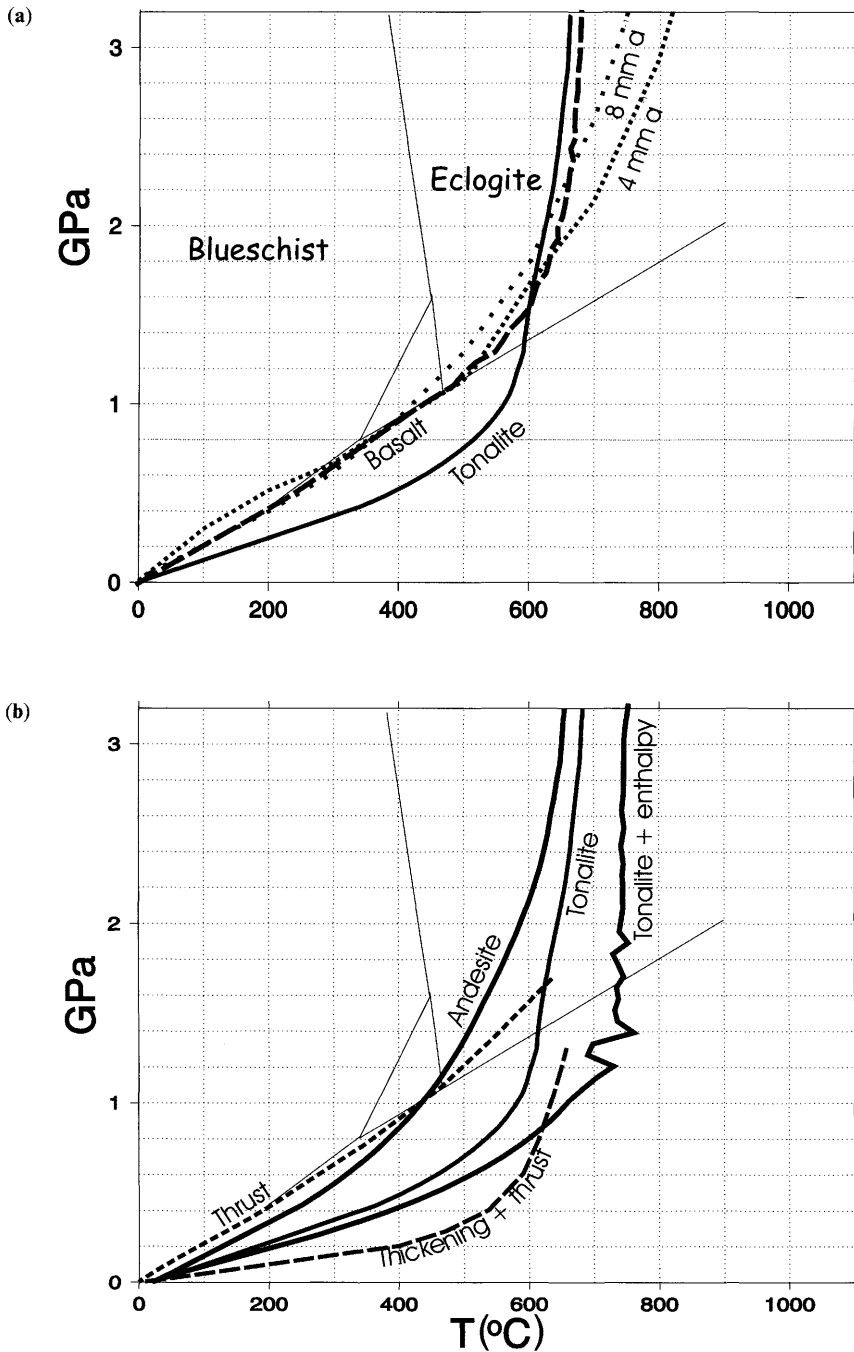 (a)
3
8 mm a
4 mm a
Eclogite
GPa
2
Blueschist
1
Basalt
Tonalite
0
0 200 400 600 800 1000
(b)
3
Tonalite + enthalpy
Tonalite
2
Andesite
GPa
1
Thrust
Thickening + thrust
0
0 200 400 600 800 1000
T(ºC)